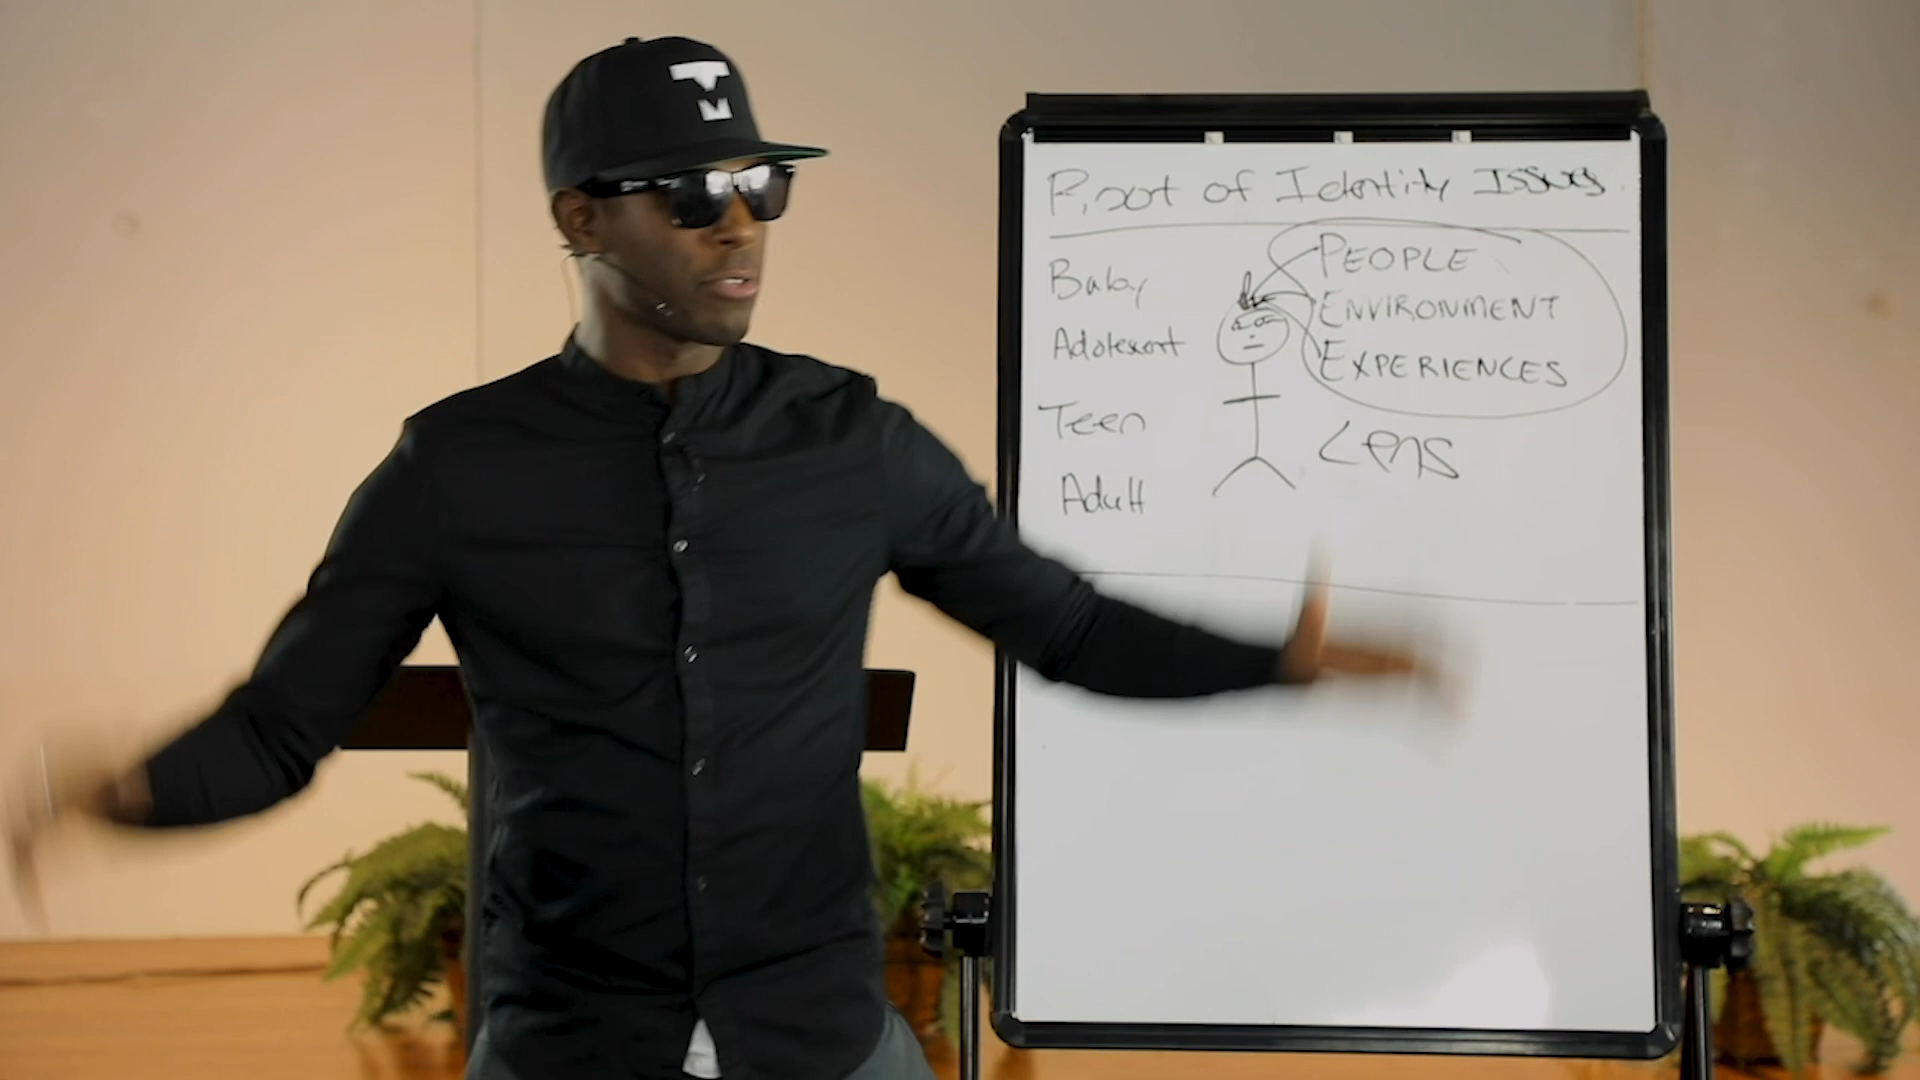 Root of Identity Issues
Baby
Adolescent
Teen
Adult
PEOPLE
ENVIRONMENT
EXPERIENCES
Lens